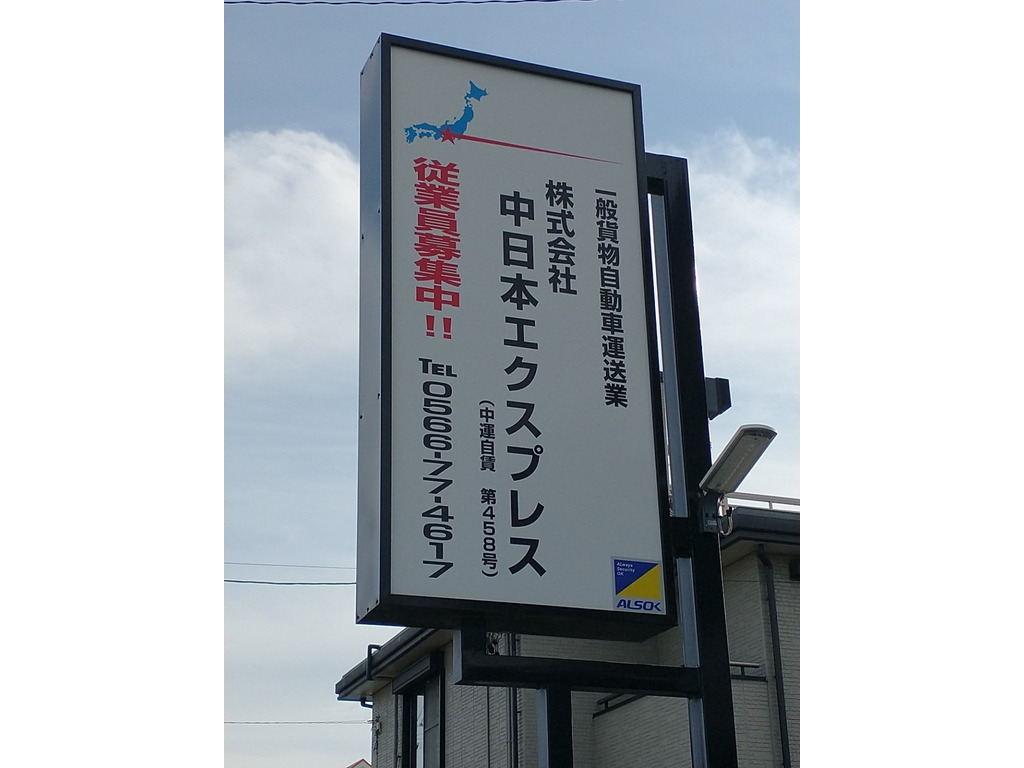 一般貨物自動車運送業
株式会社
中日本エクスプレス
(中運自貨 第458号)
従業員募集中!!
TEL 0566-77-4617
ALways
Security
OK
ALSOK